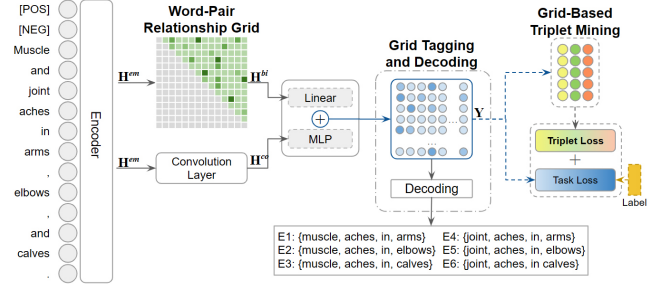 [POS]
[NEG]
Muscle
and
joint
aches
in
arms
,
elbows
,
and
calves
.
Encoder
H^em
H^em
Word-Pair
Relationship Grid
H^bi
Convolution
Layer
H^co
Linear
MLP
Grid Tagging
and Decoding
...
...
Y
Decoding
E1: {muscle, aches, in, arms} E4: {joint, aches, in, arms}
E2: {muscle, aches, in, elbows} E5: {joint, aches, in, elbows}
E3: {muscle, aches, in, calves} E6: {joint, aches, in calves}
Grid-Based
Triplet Mining
Triplet Loss
+
Task Loss
Label